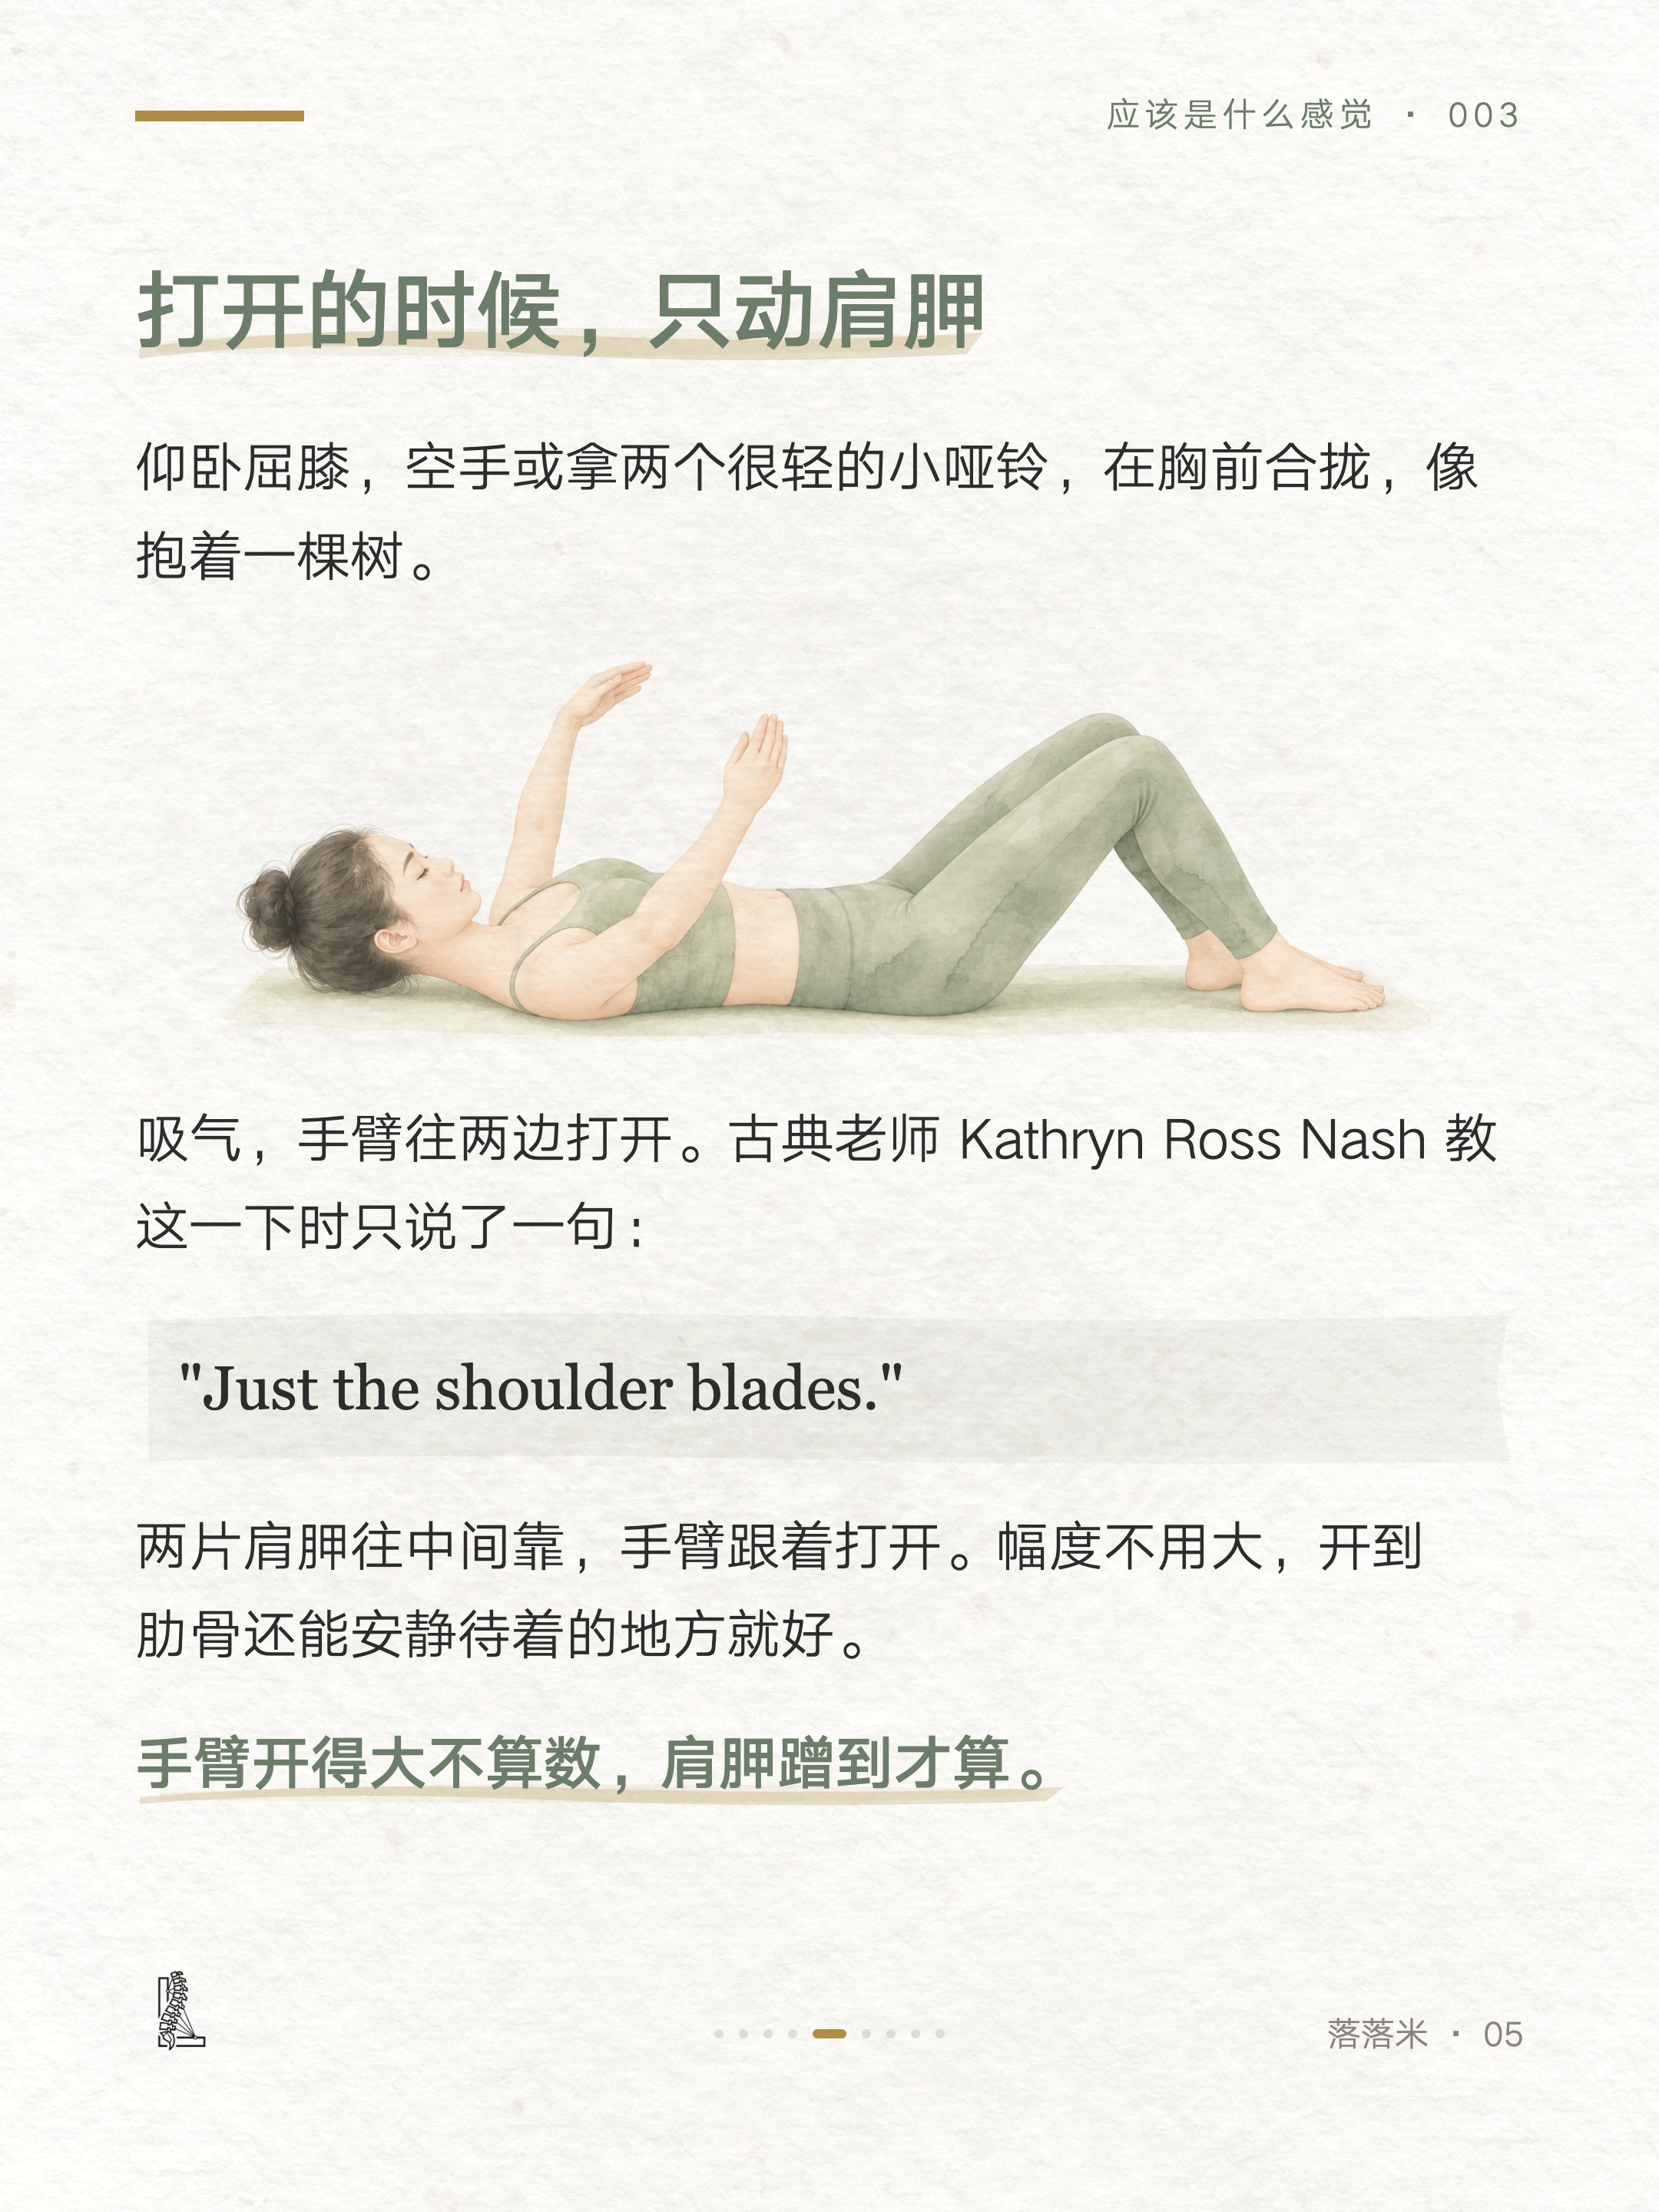 应该是什么感觉 · 003
打开的时候，只动肩胛
仰卧屈膝，空手或拿两个很轻的小哑铃，在胸前合拢，像
抱着一棵树。
吸气，手臂往两边打开。古典老师 Kathryn Ross Nash 教
这一下时只说了一句：
"Just the shoulder blades."
两片肩胛往中间靠，手臂跟着打开。幅度不用大，开到
肋骨还能安静待着的地方就好。
手臂开得大不算数，肩胛蹭到才算。
落落米 · 05